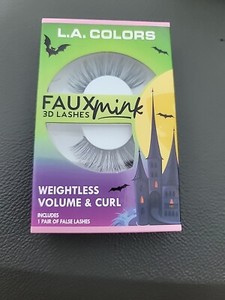 L.A. COLORS
FAUX mink
3D LASHES
WEIGHTLESS
VOLUME & CURL
INCLUDES
1 PAIR OF FALSE LASHES